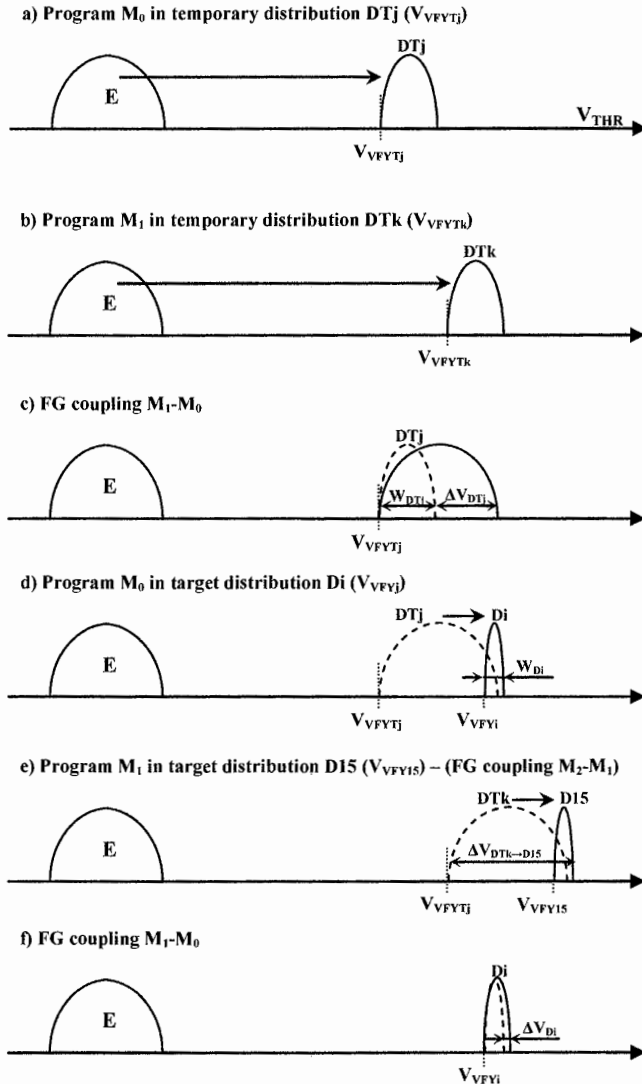 a) Program M₀ in temporary distribution DTj (V_VFYTj)
DTj
E
V_THR
V_VFYTj
b) Program M₁ in temporary distribution DTk (V_VFYTk)
DTk
E
V_VFYTk
c) FG coupling M₁-M₀
DTj
E
W_DTi ΔV_DTj
V_VFYTj
d) Program M₀ in target distribution Di (V_VFYj)
DTj Di
E
W_Di
V_VFYTj V_VFYi
e) Program M₁ in target distribution D15 (V_VFY15) – (FG coupling M₂-M₁)
DTk D15
E
ΔV_DTk→D15
V_VFYTj V_VFY15
f) FG coupling M₁-M₀
Di
E
ΔV_Di
V_VFYi